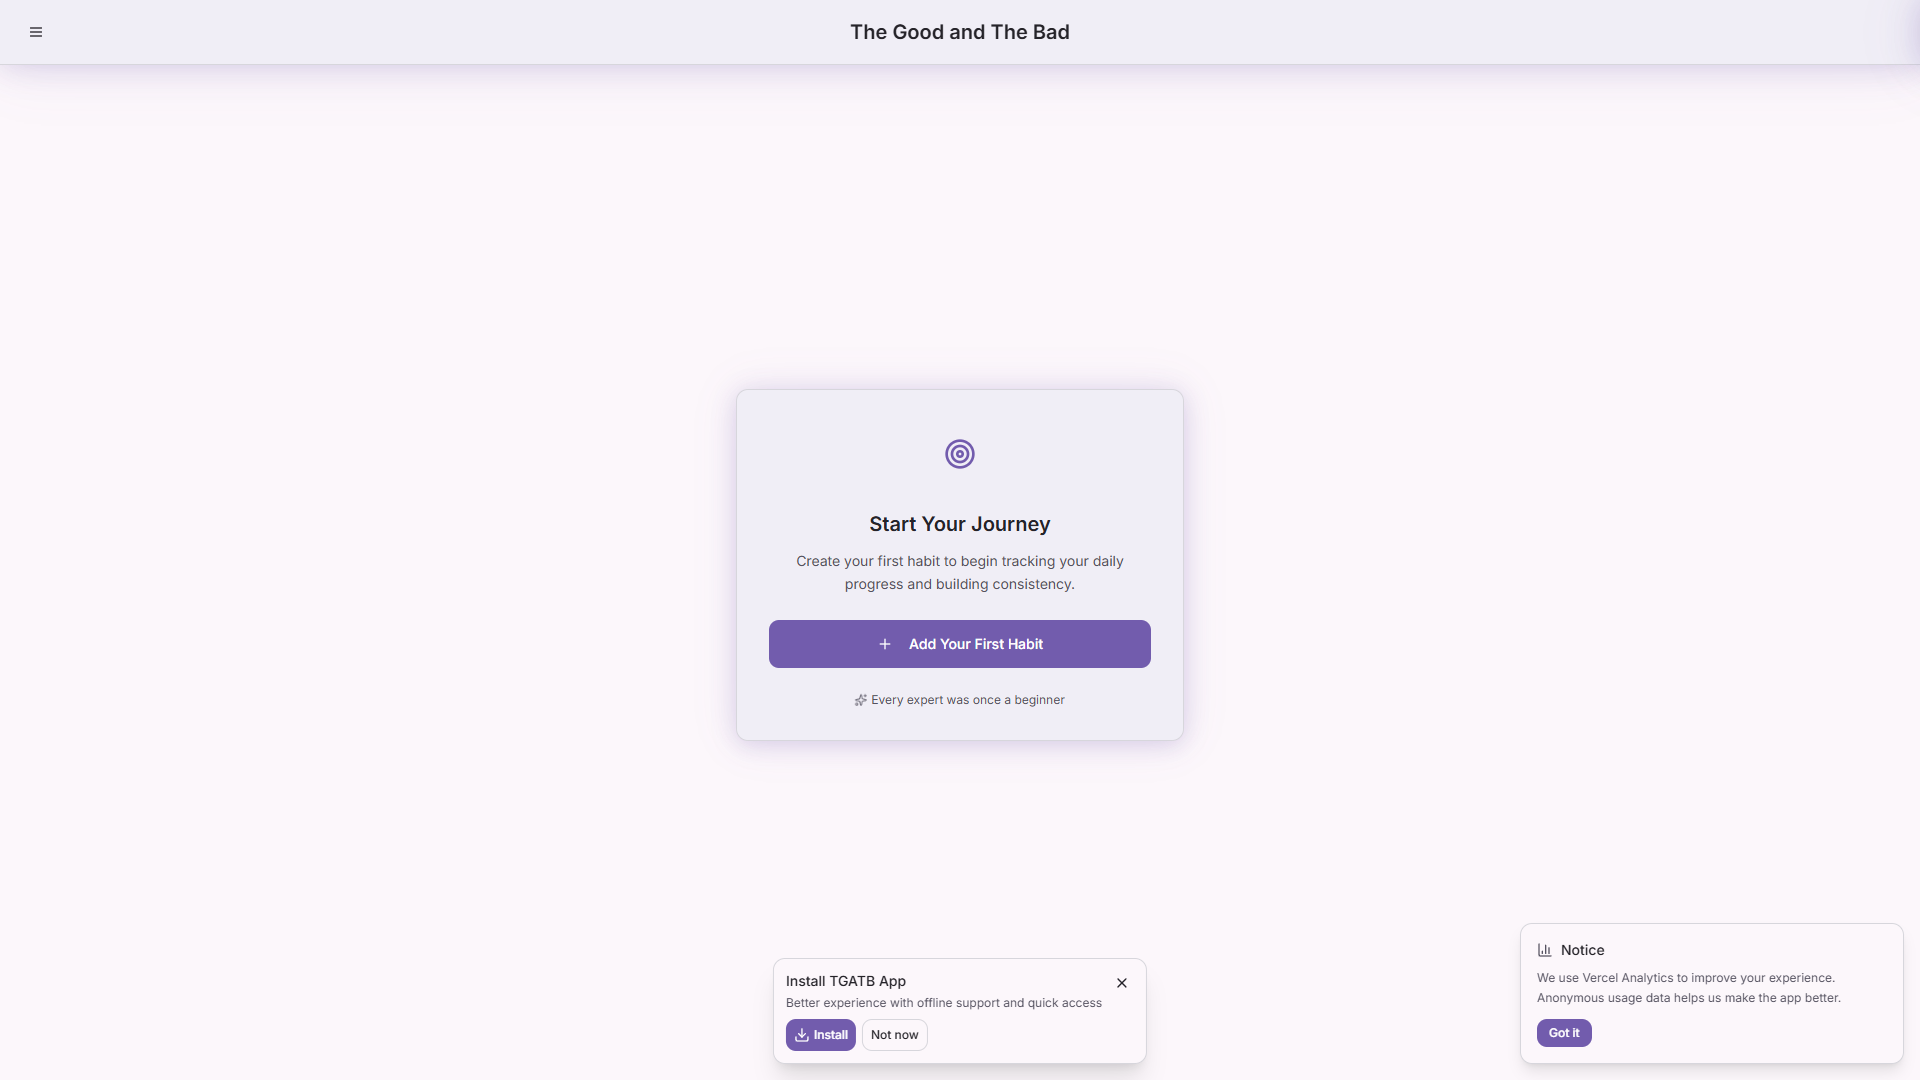 The Good and The Bad
Start Your Journey
Create your first habit to begin tracking your daily
progress and building consistency.
Add Your First Habit
Every expert was once a beginner
Install TGATB App
Better experience with offline support and quick access
Install
Not now
Notice
We use Vercel Analytics to improve your experience.
Anonymous usage data helps us make the app better.
Got it